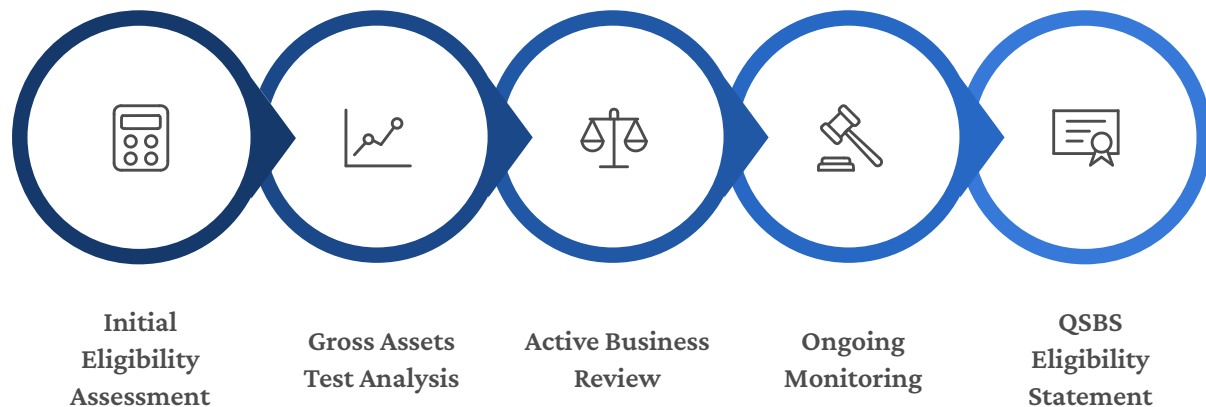 Initial
Eligibility
Assessment
Gross Assets
Test Analysis
Active Business
Review
Ongoing
Monitoring
QSBS
Eligibility
Statement